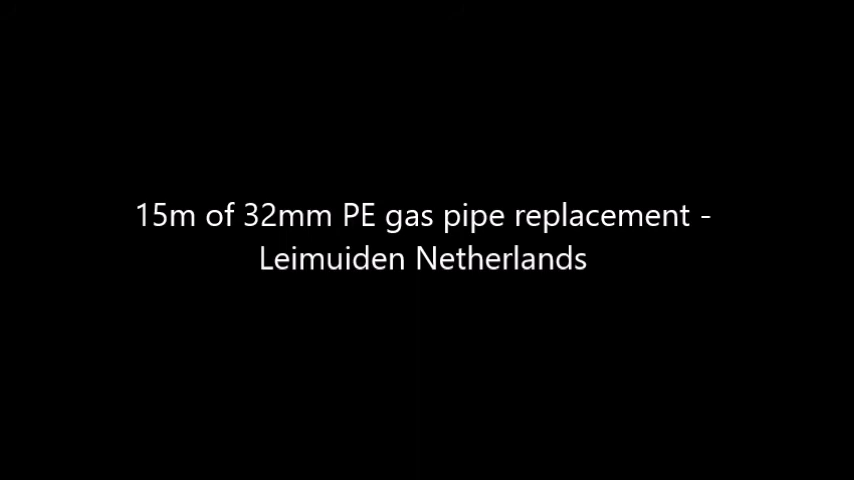 15m of 32mm PE gas pipe replacement -
Leimuiden Netherlands